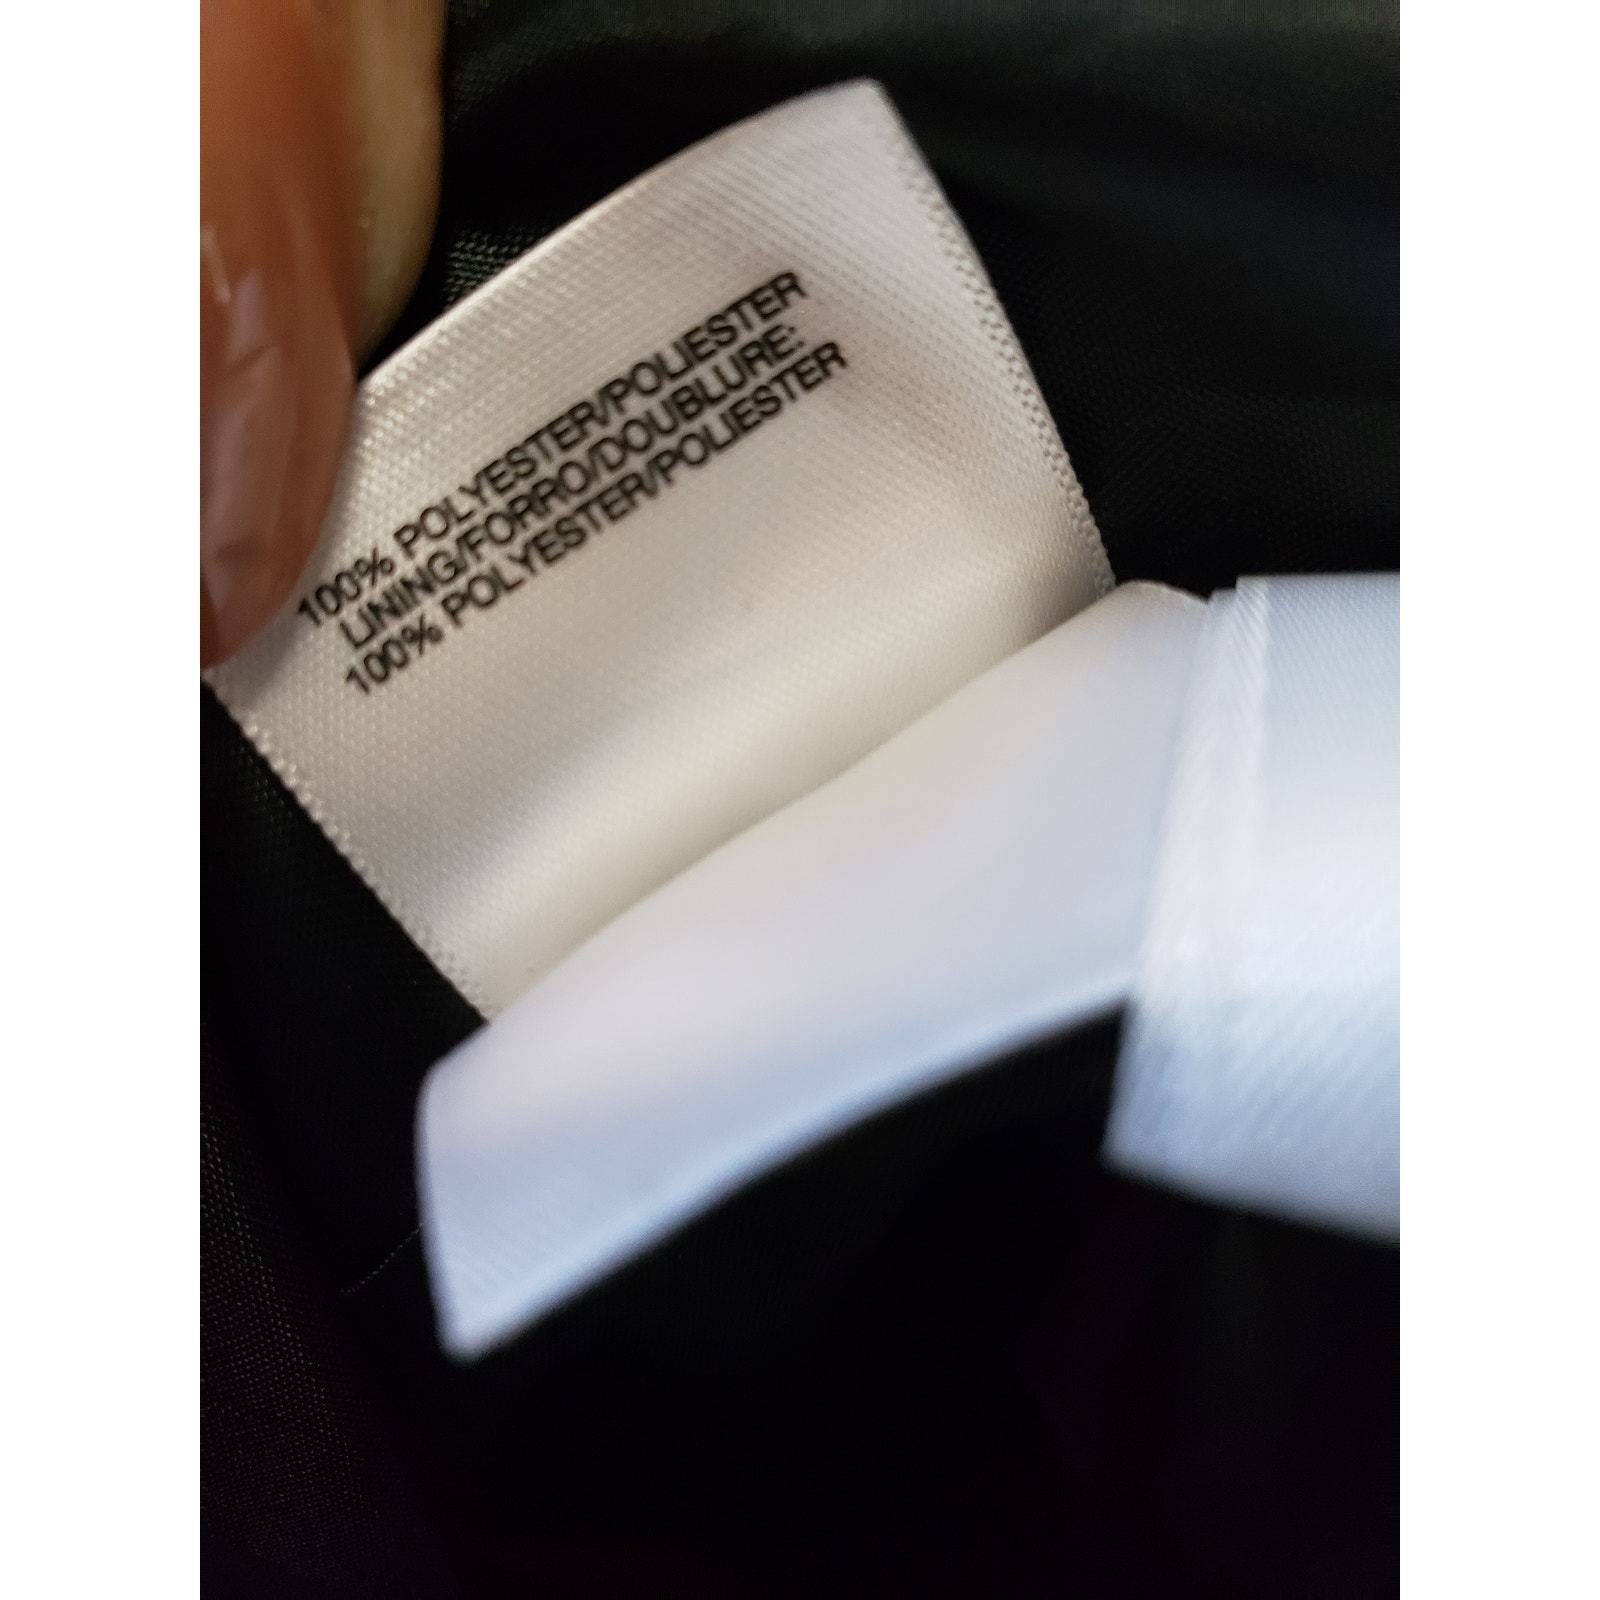 100% POLYESTER/POLIESTER
LINING/FORRO/DOUBLURE:
100% POLYESTER/POLIESTER